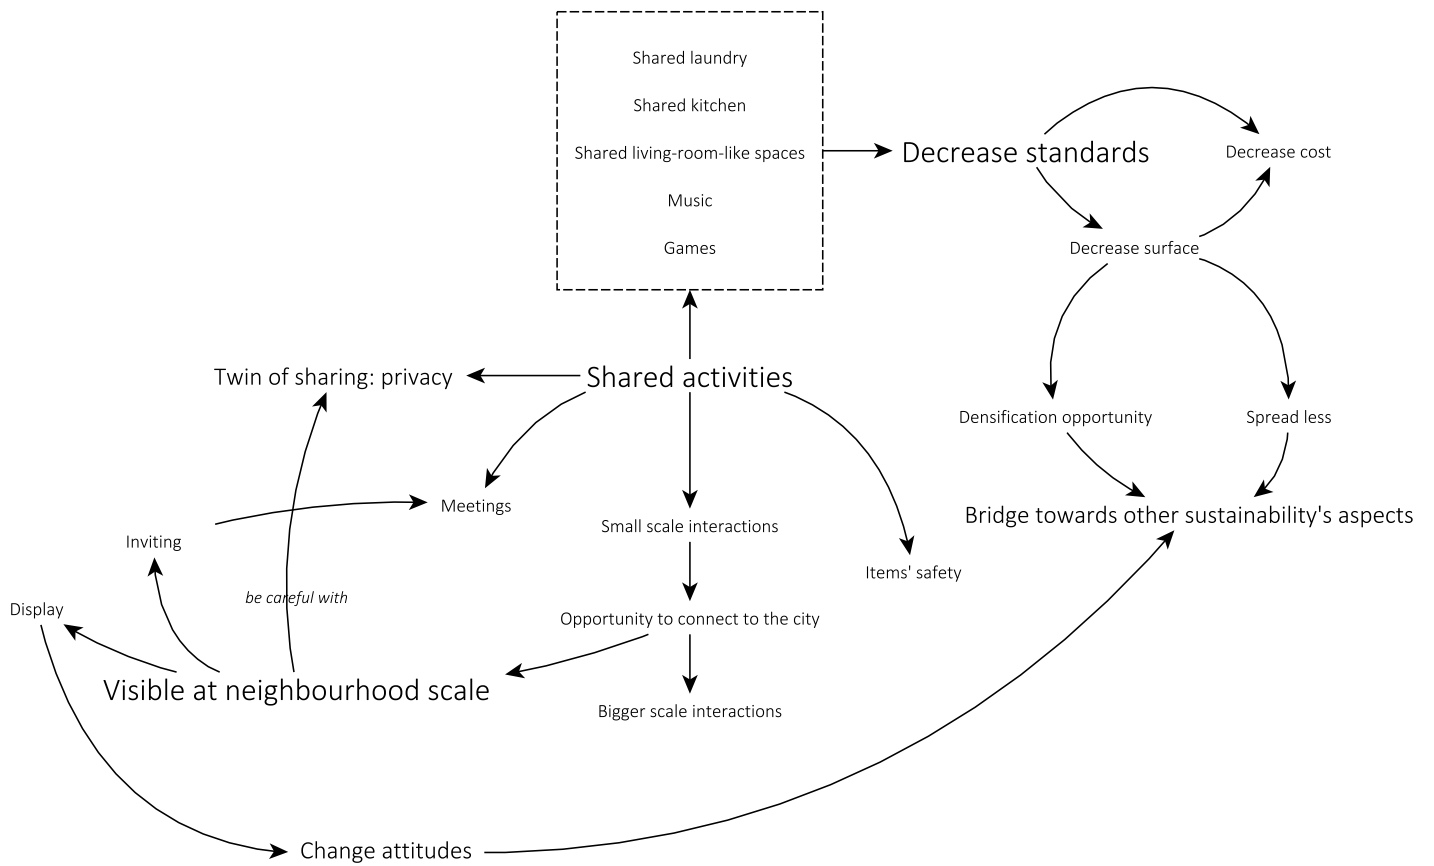 Shared laundry
Shared kitchen
Shared living-room-like spaces
Music
Games
Decrease standards
Decrease cost
Decrease surface
Twin of sharing: privacy
Shared activities
Densification opportunity
Spread less
Meetings
Bridge towards other sustainability's aspects
Small scale interactions
Inviting
Items' safety
be careful with
Display
Opportunity to connect to the city
Visible at neighbourhood scale
Bigger scale interactions
Change attitudes